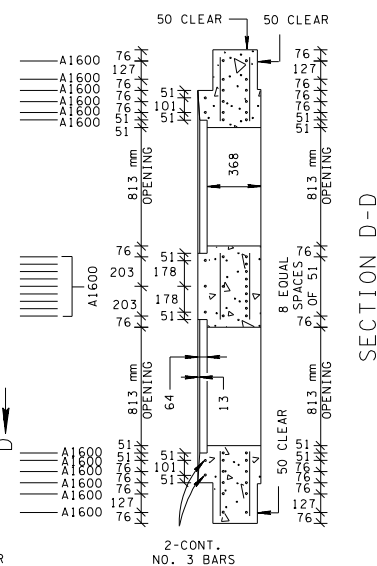 50 CLEAR
50 CLEAR
A1600
A1600
A1600
A1600
A1600
A1600
76
127
76
76
76
51
51
51
101
51
76
127
76
76
76
51
51
813 mm
OPENING
368
813 mm
OPENING
SECTION D-D
A1600
76
203
203
76
178
178
51
51
76
8 EQUAL
SPACES
OF 51
76
813 mm
OPENING
64
13
813 mm
OPENING
D
50 CLEAR
A1600
A1600
A1600
A1600
A1600
A1600
51
51
76
76
76
127
76
51
101
51
51
51
76
76
76
127
76
2-CONT.
NO. 3 BARS
R